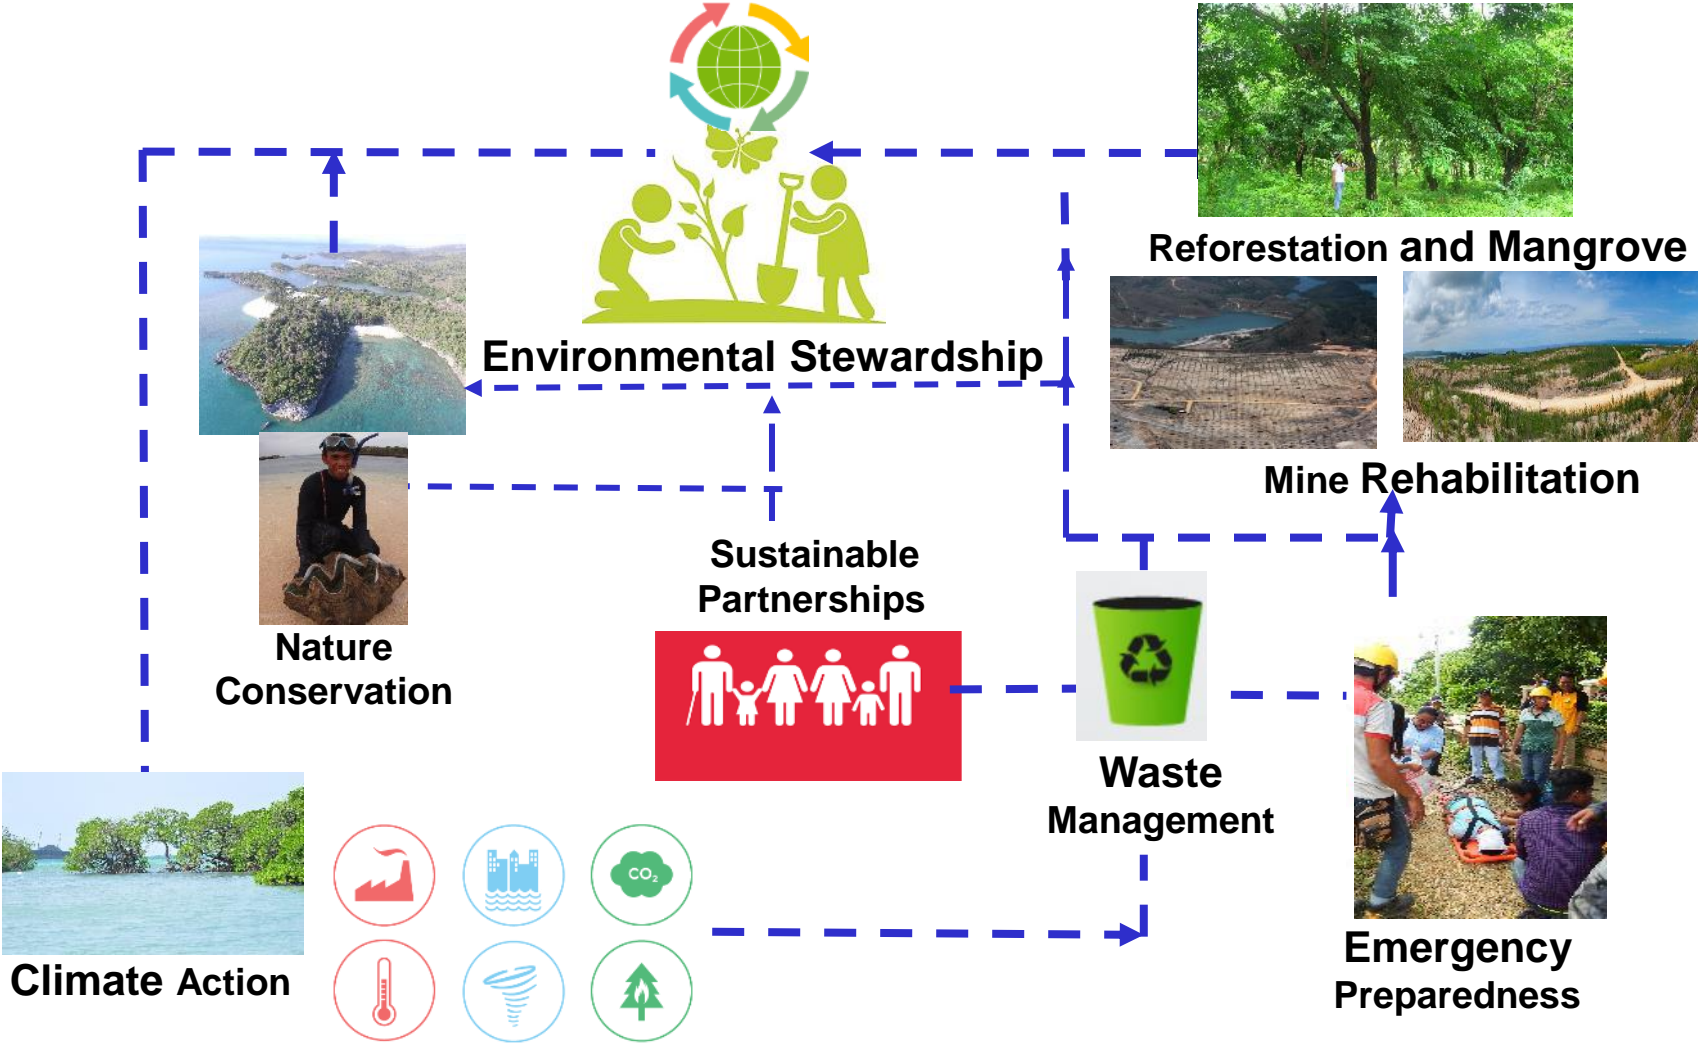 Reforestation and Mangrove
Environmental Stewardship
Mine Rehabilitation
Sustainable
Partnerships
Nature
Conservation
Waste
Management
CO₂
Climate Action
Emergency
Preparedness